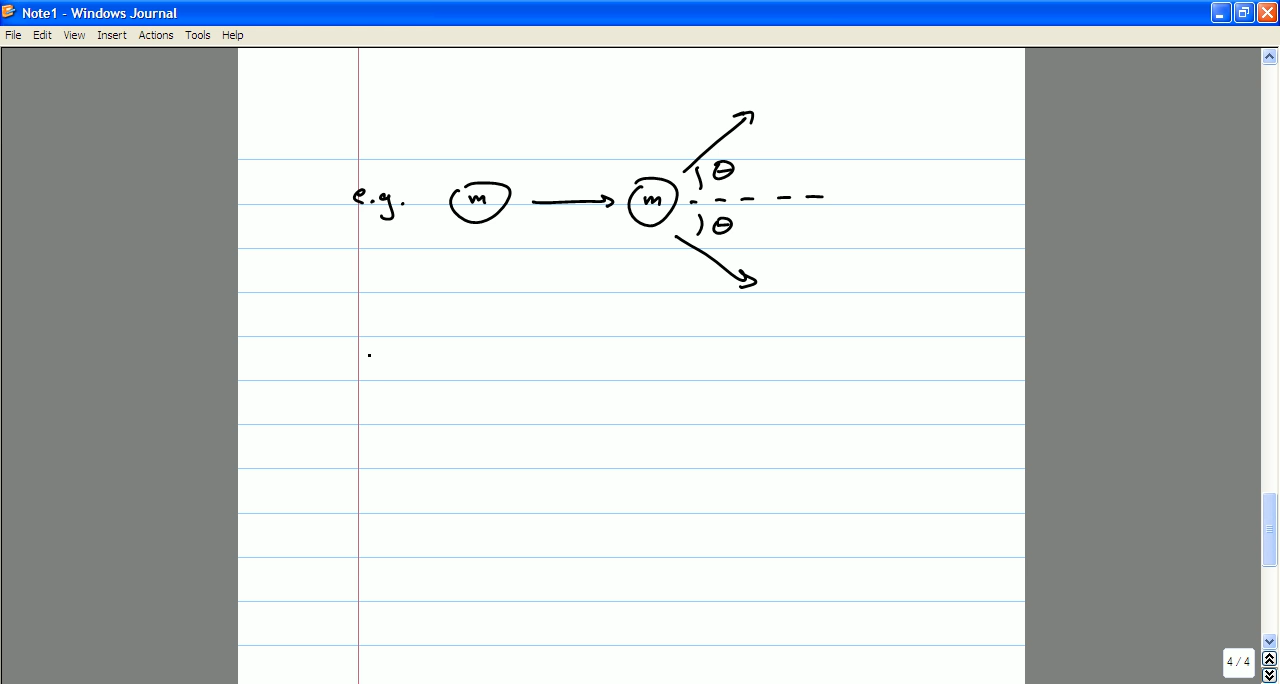 Note1 - Windows Journal
File Edit View Insert Actions Tools Help
θ
e.g. m m
θ
4 / 4